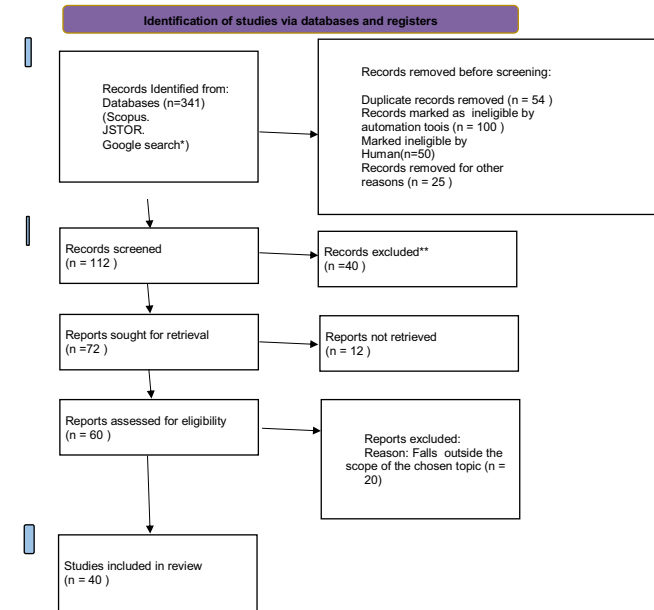 Identification of studies via databases and registers
Records Identified from:
Databases (n=341)
(Scopus.
JSTOR.
Google search*)
Records removed before screening:
Duplicate records removed (n = 54 )
Records marked as  ineligible by
automation toois (n = 100 )
Marked ineligible by
Human(n=50)
Records removed for other
reasons (n = 25 )
Records screened
(n = 112 )
Records excluded**
(n =40 )
Reports sought for retrieval
(n =72 )
Reports not retrieved
(n = 12 )
Reports assessed for eligibility
(n = 60 )
Reports excluded:
Reason: Falls  outside the
scope of the chosen topic (n =
20)
Studies included in review
(n = 40 )